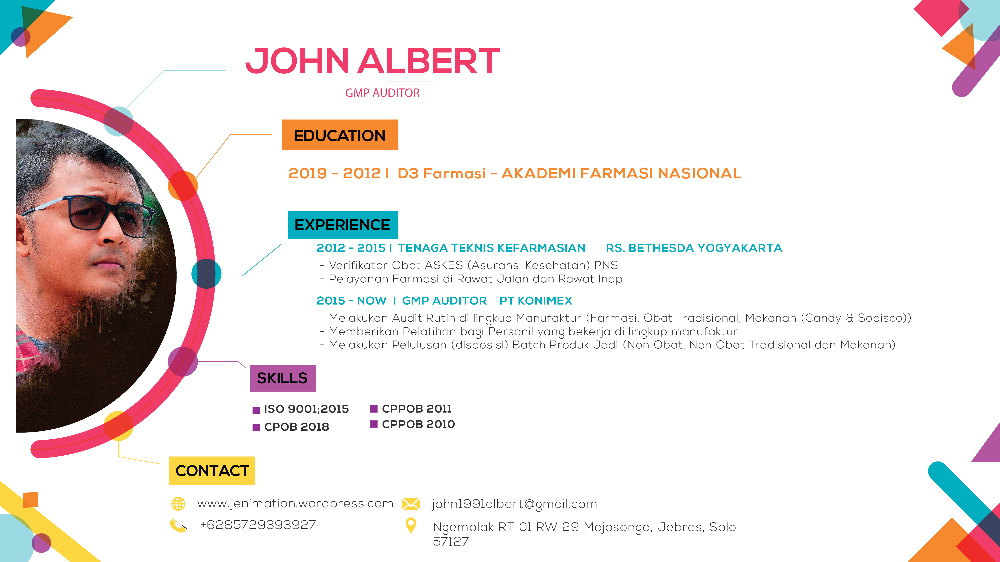 JOHN ALBERT
GMP AUDITOR
EDUCATION
2019 - 2012 I D3 Farmasi - AKADEMI FARMASI NASIONAL
EXPERIENCE
2012 - 2015 I TENAGA TEKNIS KEFARMASIAN RS. BETHESDA YOGYAKARTA
- Verifikator Obat ASKES (Asuransi Kesehatan) PNS
- Pelayanan Farmasi di Rawat Jalan dan Rawat Inap
2015 - NOW I GMP AUDITOR PT KONIMEX
- Melakukan Audit Rutin di lingkup Manufaktur (Farmasi, Obat Tradisional, Makanan (Candy & Sobisco))
- Memberikan Pelatihan bagi Personil yang bekerja di lingkup manufaktur
- Melakukan Pelulusan (disposisi) Batch Produk Jadi (Non Obat, Non Obat Tradisional dan Makanan)
SKILLS
ISO 9001;2015
CPOB 2018
CPPOB 2011
CPPOB 2010
CONTACT
www.jenimation.wordpress.com
+6285729393927
john1991albert@gmail.com
Ngemplak RT 01 RW 29 Mojosongo, Jebres, Solo
57127